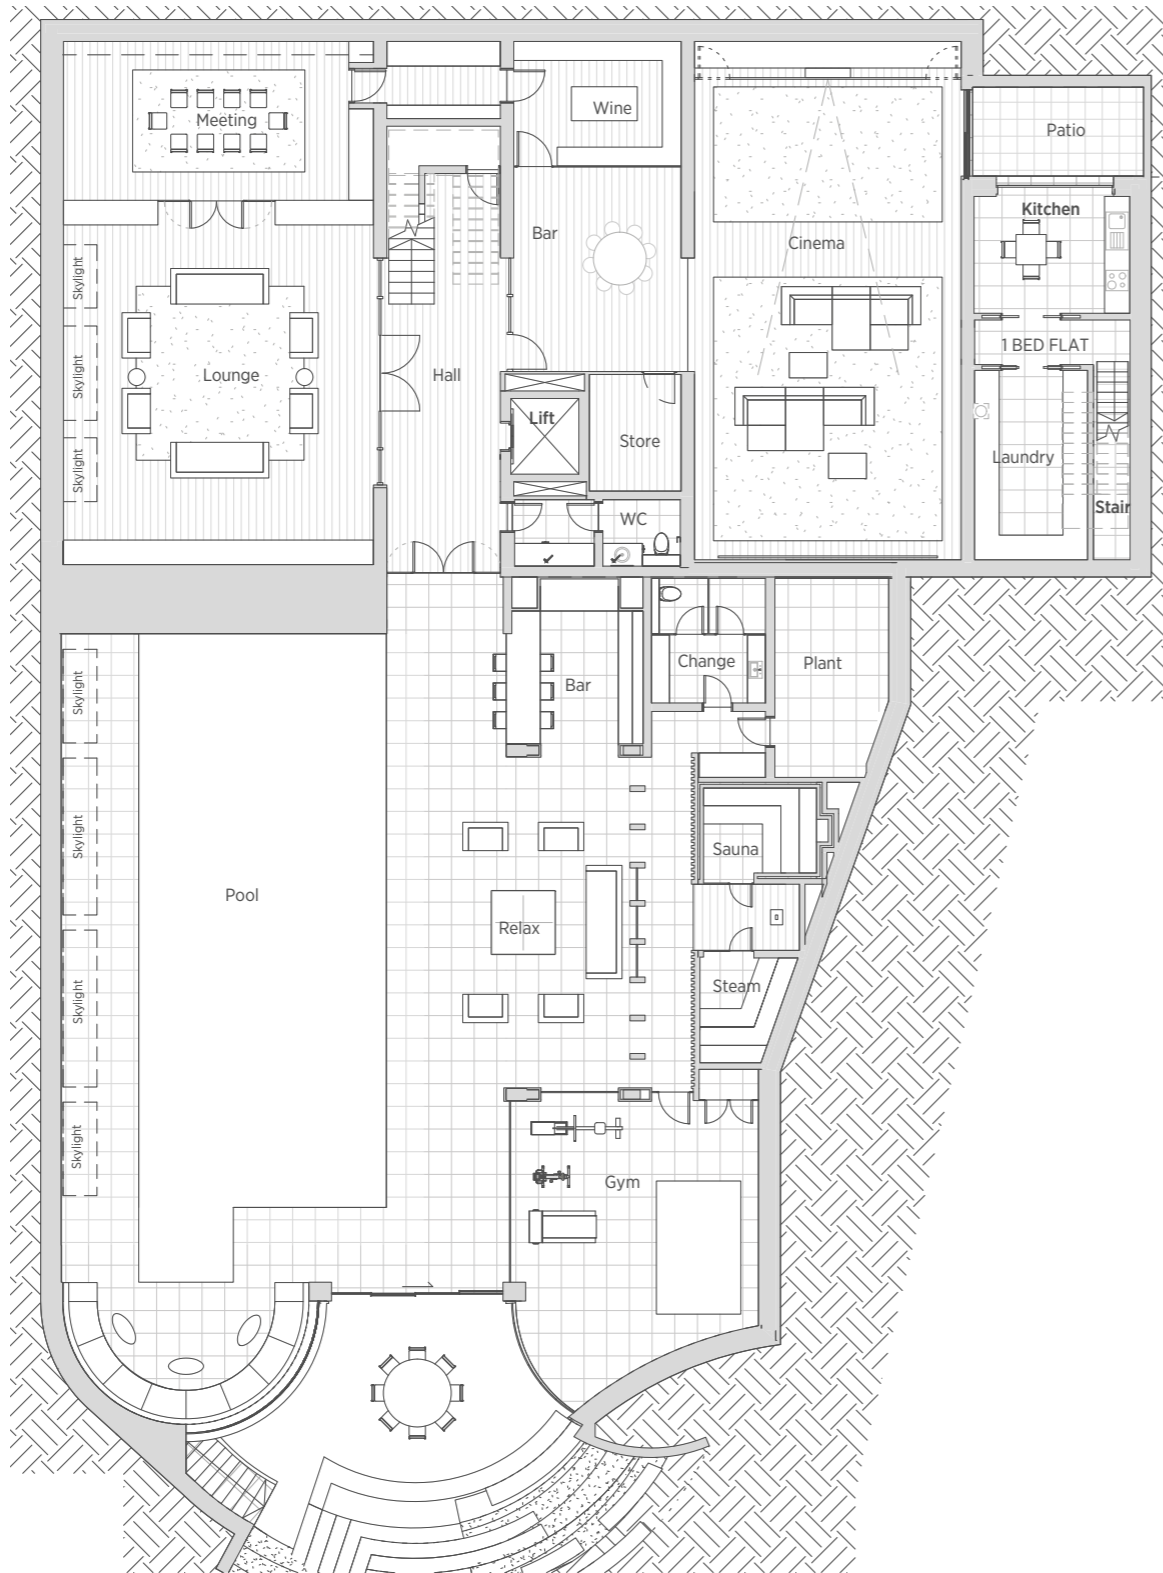 Meeting
Wine
Patio
Kitchen
Bar
Cinema
Skylight
Skylight
Skylight
Lounge
Hall
1 BED FLAT
Lift
Store
Laundry
WC
Stair
Skylight
Change
Plant
Bar
Skylight
Sauna
Pool
Relax
Skylight
Steam
Skylight
Gym